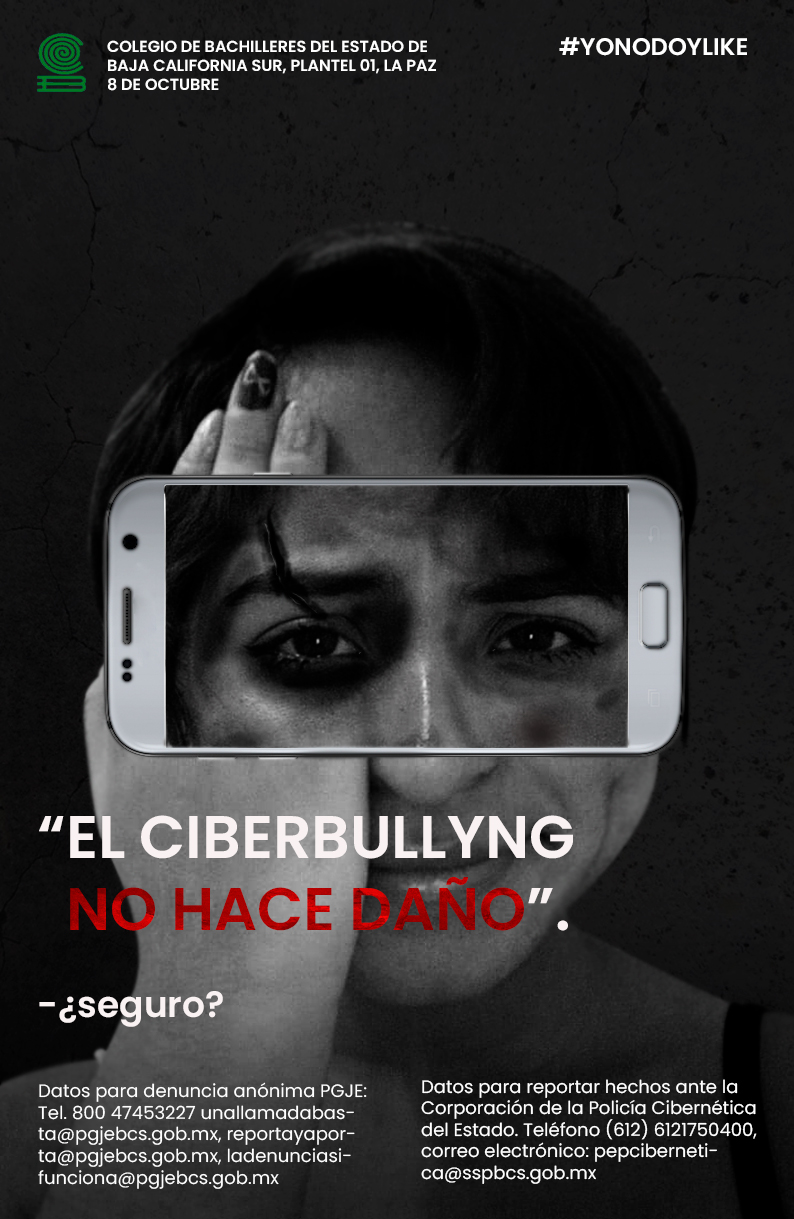 COLEGIO DE BACHILLERES DEL ESTADO DE
BAJA CALIFORNIA SUR, PLANTEL 01, LA PAZ
8 DE OCTUBRE
#YONODOYLIKE
“EL CIBERBULLYNG
NO HACE DAÑO”.
-¿seguro?
Datos para denuncia anónima PGJE:
Tel. 800 47453227 unallamadabas-
ta@pgjebcs.gob.mx, reportayapor-
ta@pgjebcs.gob.mx, ladenunciasi-
funciona@pgjebcs.gob.mx
Datos para reportar hechos ante la
Corporación de la Policía Cibernética
del Estado. Teléfono (612) 6121750400,
correo electrónico: pepciberneti-
ca@sspbcs.gob.mx